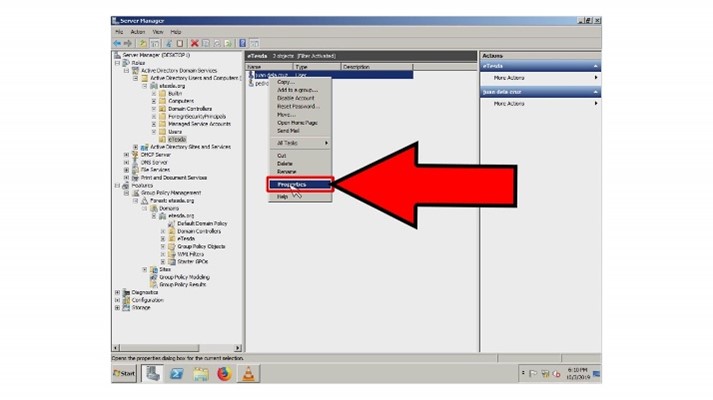 Server Manager
File Action View Help
Server Manager (DESKTOP1)
Roles
Active Directory Domain Services
Active Directory Users and Computers [
etesda.org
Builtin
Computers
Domain Controllers
ForeignSecurityPrincipals
Managed Service Accounts
Users
eTesda
Active Directory Sites and Services
DHCP Server
DNS Server
File Services
Print and Document Services
Features
Group Policy Management
Forest: etesda.org
Domains
etesda.org
Default Domain Policy
Domain Controllers
eTesda
Group Policy Objects
WMI Filters
Starter GPOs
Sites
Group Policy Modeling
Group Policy Results
Diagnostics
Configuration
Storage
eTesda 2 objects [Filter Activated]
Name Type Description
juan dela cruz User
Copy...
Add to a group...
Disable Account
Reset Password...
Move...
Open Home Page
Send Mail
All Tasks
Cut
Delete
Rename
Properties
Help
Actions
eTesda
More Actions
juan dela cruz
More Actions
Opens the properties dialog box for the current selection.
Start
6:10 PM
10/3/2019